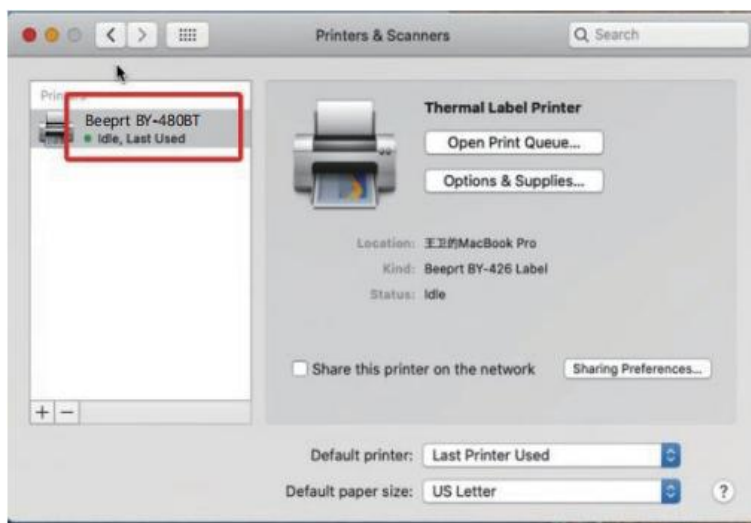 Printers & Scanners
Search
Printers
Beeprt BY-480BT
Idle, Last Used
Thermal Label Printer
Open Print Queue...
Options & Supplies...
Location: 王卫的MacBook Pro
Kind: Beeprt BY-426 Label
Status: Idle
Share this printer on the network
Sharing Preferences...
+ −
Default printer: Last Printer Used
Default paper size: US Letter
?